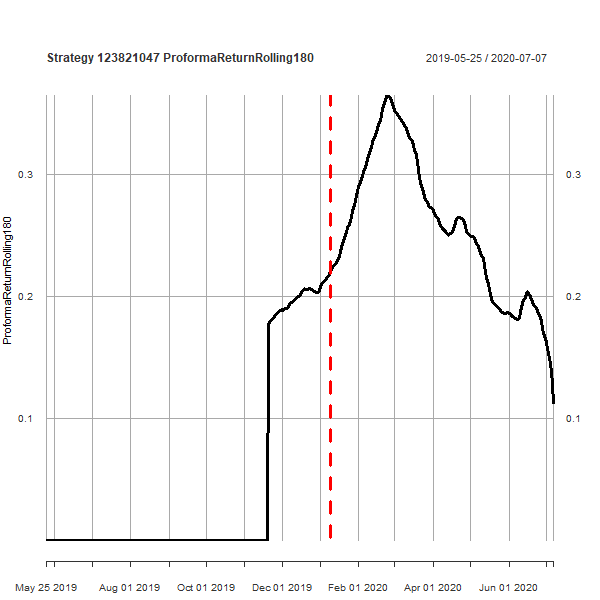 Strategy 123821047 ProformaReturnRolling180
2019-05-25 / 2020-07-07
0.3
0.3
ProformaReturnRolling180
0.2
0.2
0.1
0.1
May 25 2019
Aug 01 2019
Oct 01 2019
Dec 01 2019
Feb 01 2020
Apr 01 2020
Jun 01 2020